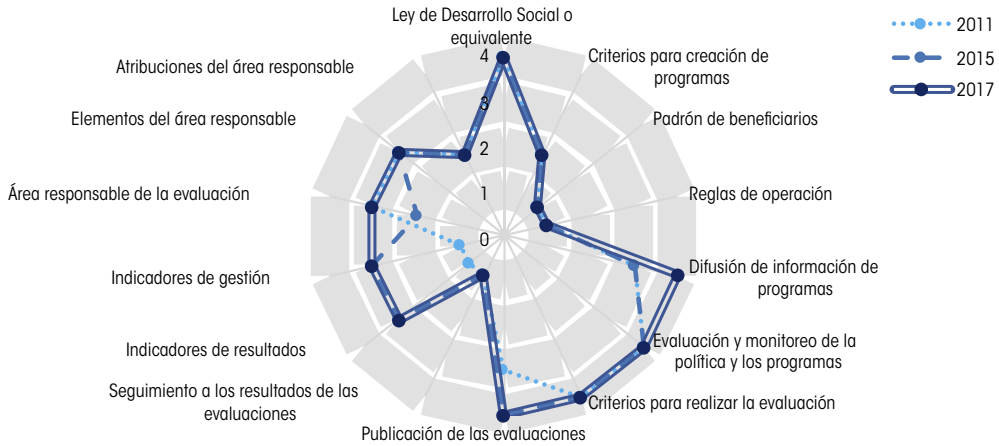 Ley de Desarrollo Social o
equivalente
Criterios para creación de
programas
Padrón de beneficiarios
Reglas de operación
Difusión de información de
programas
Evaluación y monitoreo de la
política y los programas
Criterios para realizar la evaluación
Publicación de las evaluaciones
Seguimiento a los resultados de las
evaluaciones
Indicadores de resultados
Indicadores de gestión
Área responsable de la evaluación
Elementos del área responsable
Atribuciones del área responsable
4
3
2
1
0
2011
2015
2017